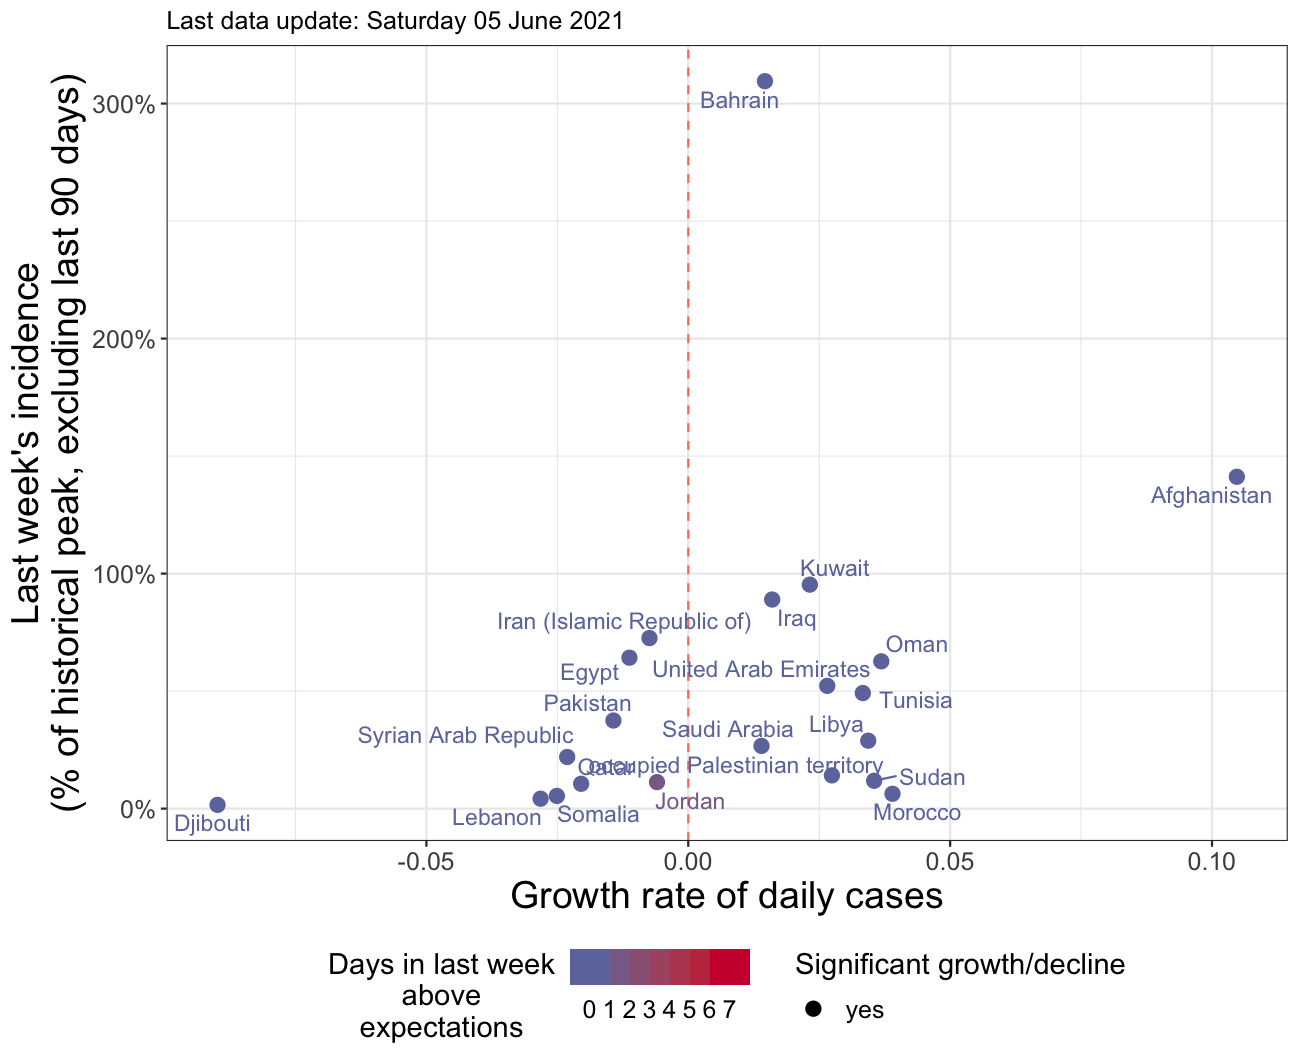 Last data update: Saturday 05 June 2021
Last week's incidence
(% of historical peak, excluding last 90 days)
300%
200%
100%
0%
Bahrain
Afghanistan
Kuwait
Iraq
Iran (Islamic Republic of)
Oman
Egypt
United Arab Emirates
Tunisia
Pakistan
Libya
Saudi Arabia
Syrian Arab Republic
Qatar
occupied Palestinian territory
Sudan
Jordan
Morocco
Lebanon
Somalia
Djibouti
-0.05
0.00
0.05
0.10
Growth rate of daily cases
Days in last week
above
expectations
0 1 2 3 4 5 6 7
Significant growth/decline
yes